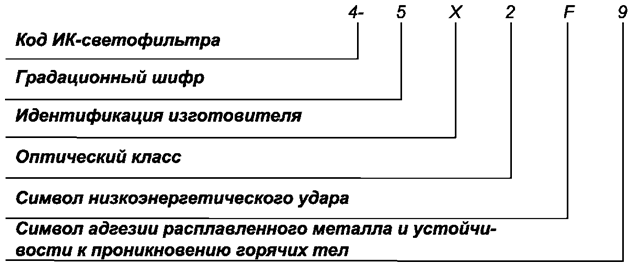 4- 5 X 2 F 9
Код ИК-светофильтра
Градационный шифр
Идентификация изготовителя
Оптический класс
Символ низкоэнергетического удара
Символ адгезии расплавленного металла и устойчи-
вости к проникновению горячих тел